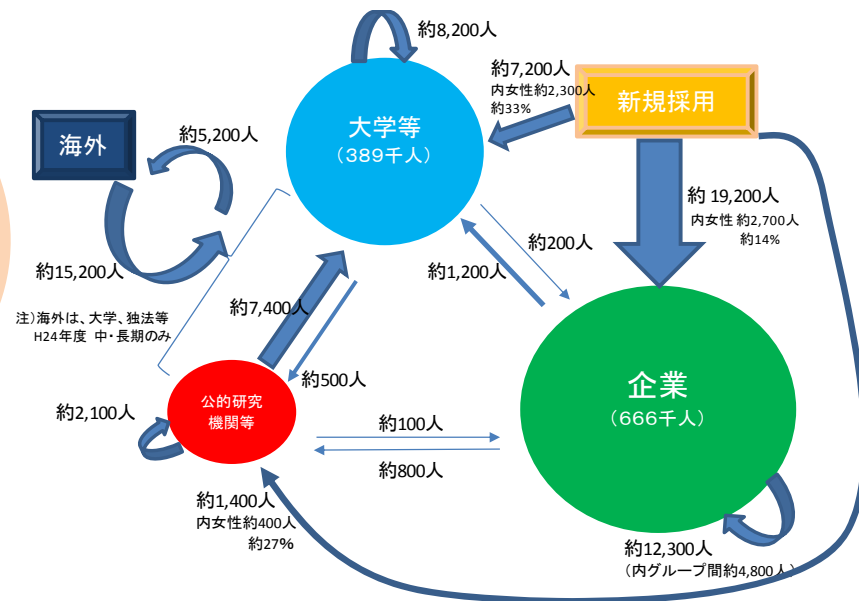 約8,200人
約7,200人
内女性約2,300人
約33%
新規採用
大学等
（389千人）
海外
約5,200人
約 19,200人
内女性 約2,700人
約14%
約200人
約1,200人
約15,200人
約7,400人
注）海外は、大学、独法等
H24年度 中・長期のみ
約500人
企業
（666千人）
公的研究
機関等
約2,100人
約100人
約800人
約1,400人
内女性約400人
約27%
約12,300人
（内グループ間約4,800人）